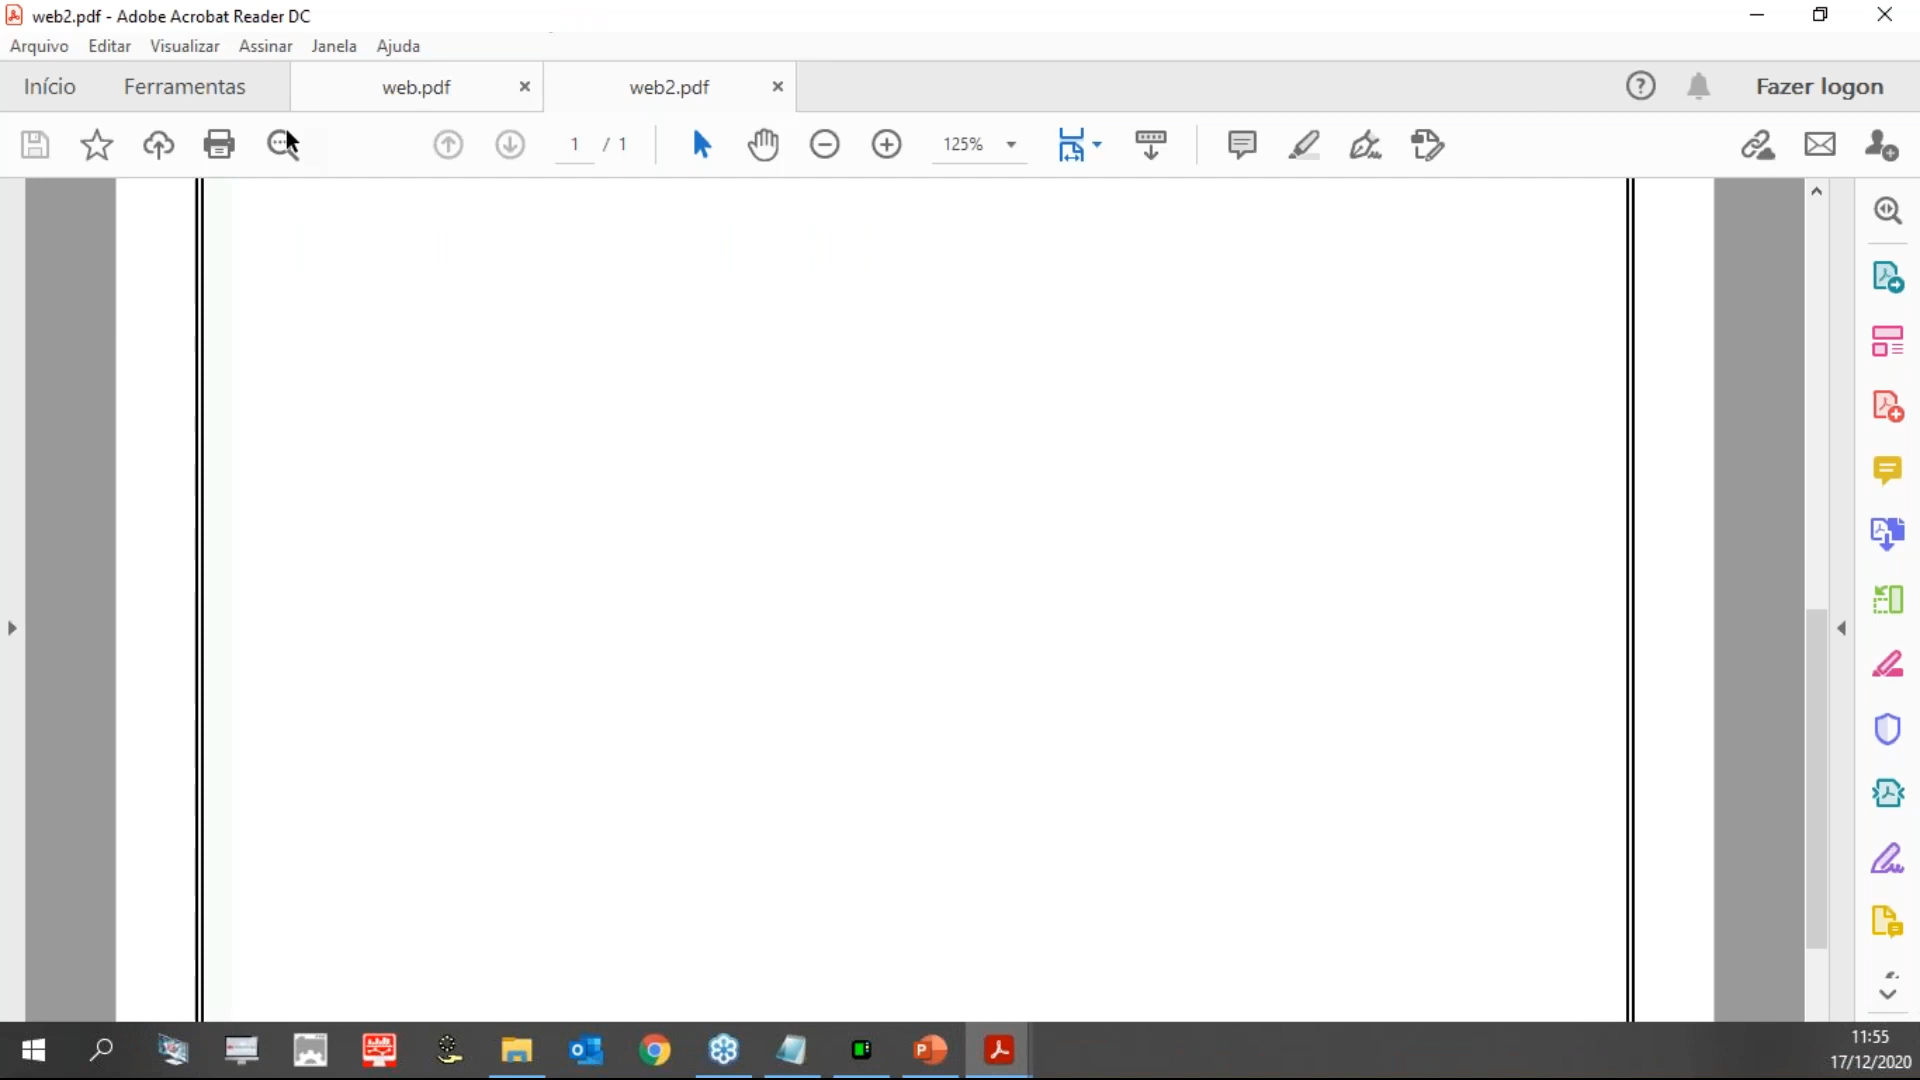 web2.pdf - Adobe Acrobat Reader DC
Arquivo Editar Visualizar Assinar Janela Ajuda
Início Ferramentas web.pdf web2.pdf Fazer logon
1 / 1 125%
11:55
17/12/2020